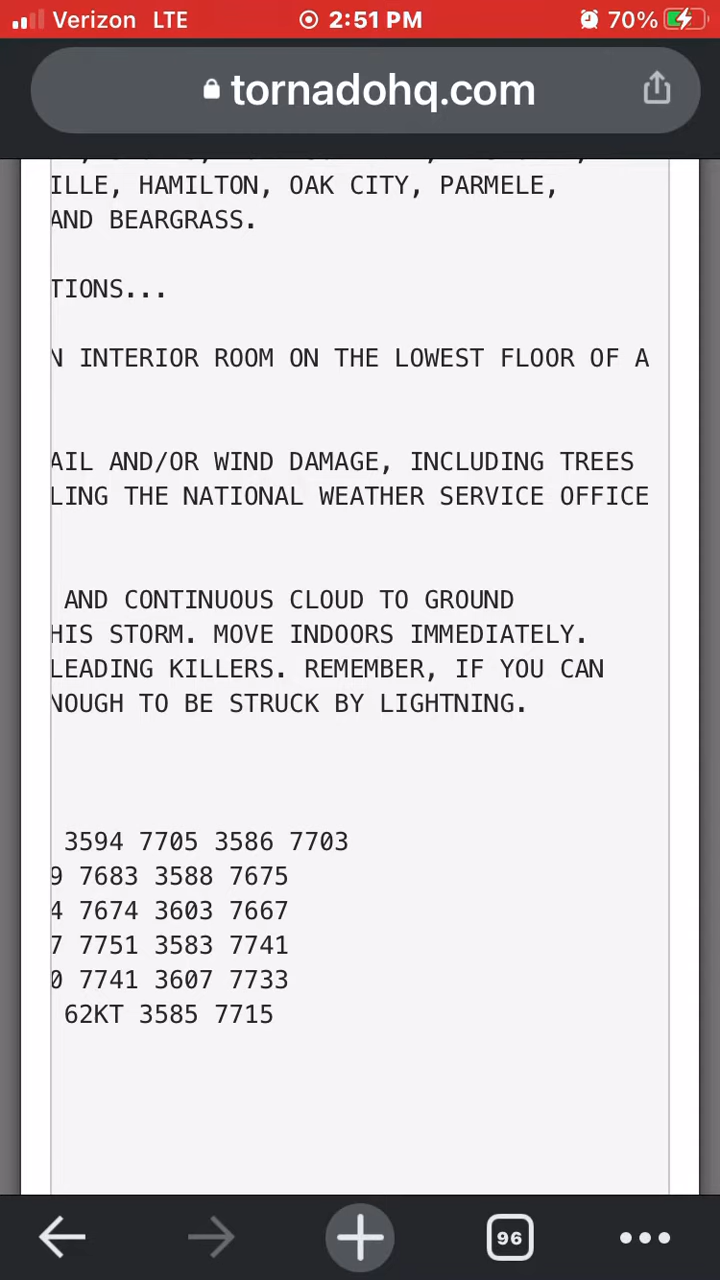 Verizon LTE 2:51 PM 70%
tornadohq.com
ILLE, HAMILTON, OAK CITY, PARMELE,
AND BEARGRASS.
TIONS...
N INTERIOR ROOM ON THE LOWEST FLOOR OF A
AIL AND/OR WIND DAMAGE, INCLUDING TREES
LING THE NATIONAL WEATHER SERVICE OFFICE
AND CONTINUOUS CLOUD TO GROUND
HIS STORM. MOVE INDOORS IMMEDIATELY.
LEADING KILLERS. REMEMBER, IF YOU CAN
NOUGH TO BE STRUCK BY LIGHTNING.
3594 7705 3586 7703
9 7683 3588 7675
4 7674 3603 7667
7 7751 3583 7741
0 7741 3607 7733
62KT 3585 7715
96